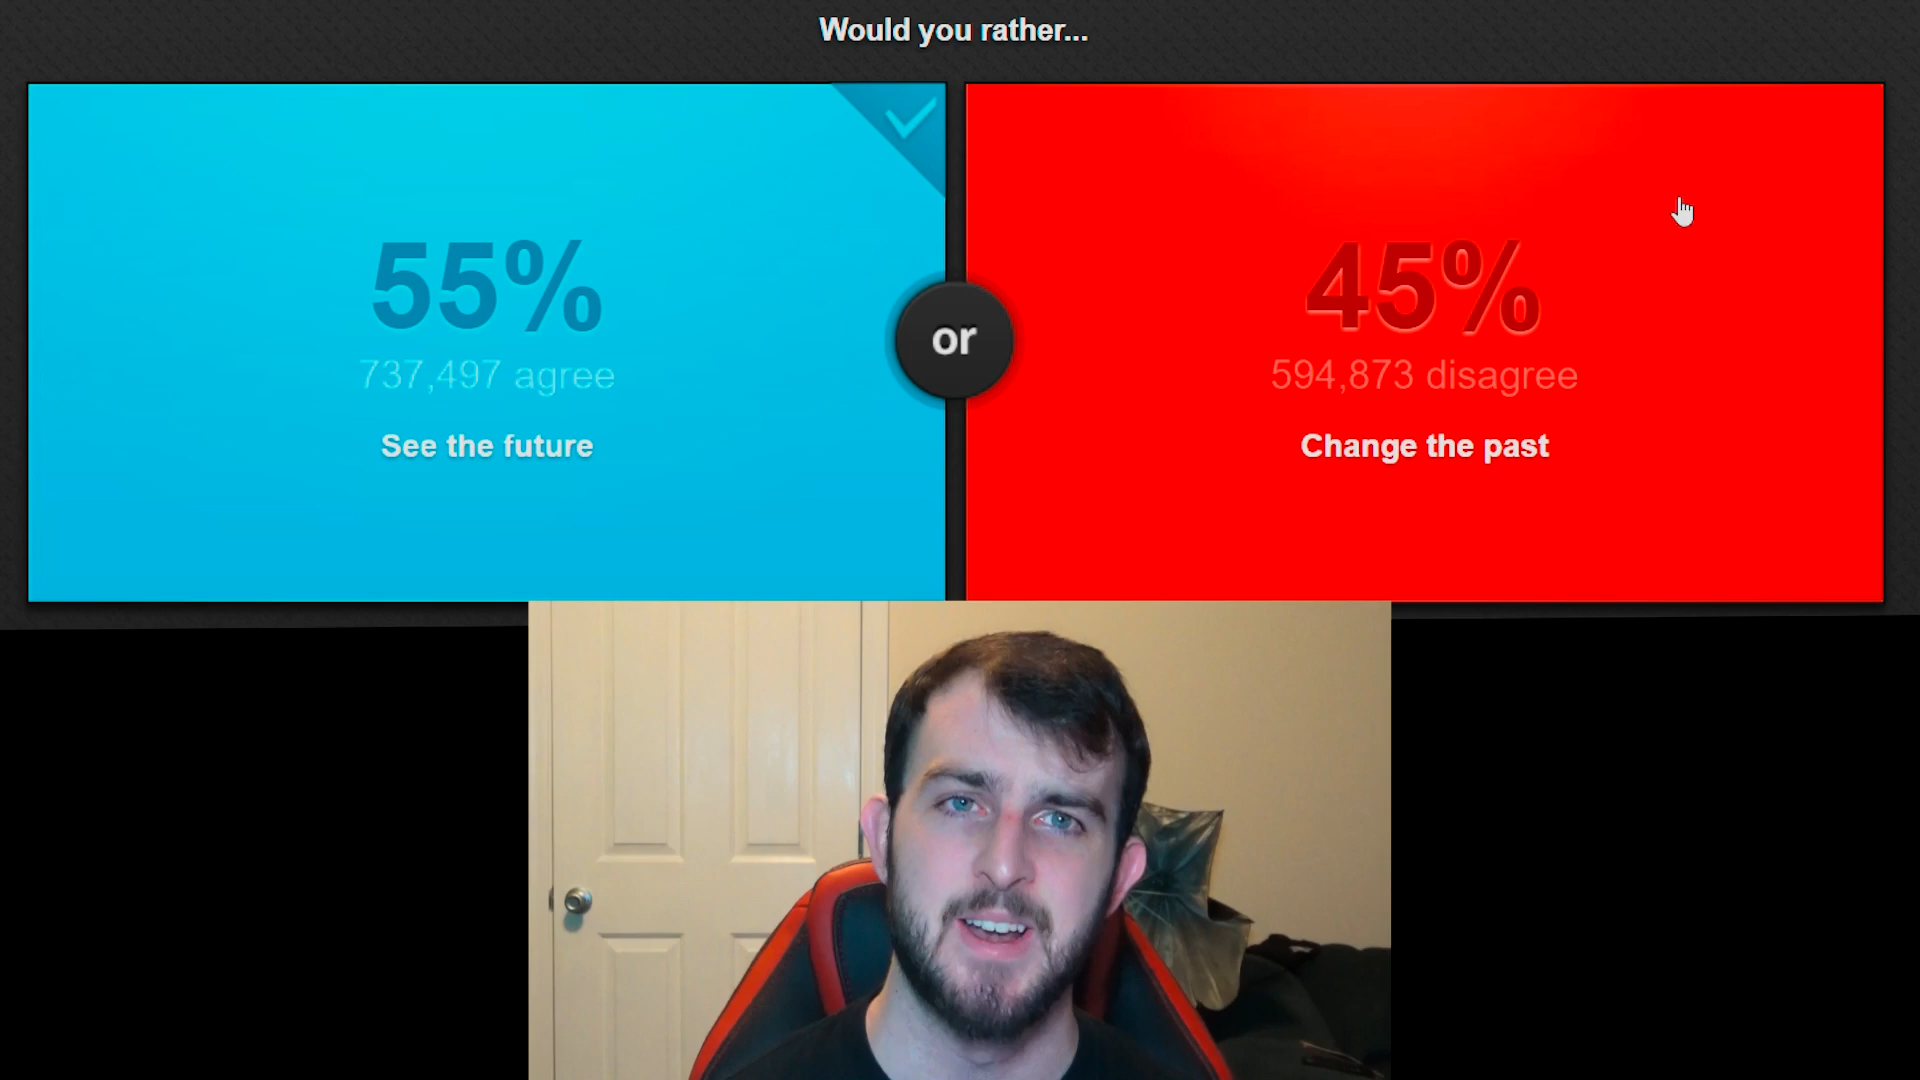 Would you rather...
55%
737,497 agree
See the future
or
45%
594,873 disagree
Change the past